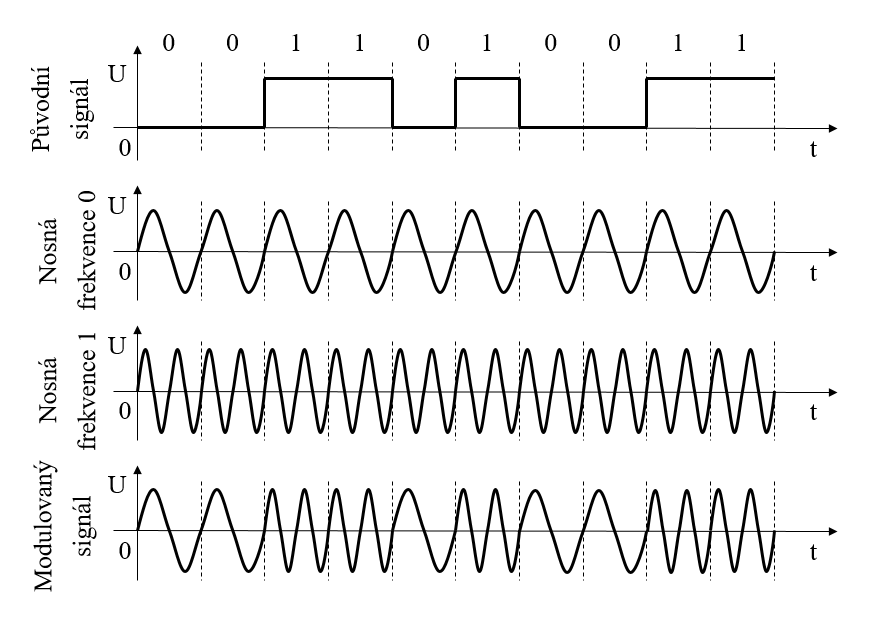 0 0 1 1 0 1 0 0 1 1
U
Původní
signál
0
t
U
Nosná
frekvence 0
0
t
U
Nosná
frekvence 1
0
t
U
Modulovaný
signál
0
t